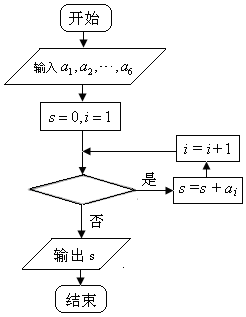 开始
输入 a₁,a₂,⋯,a₆
s = 0,i = 1
i = i+1
是
s =s + aᵢ
否
输出 s
结束